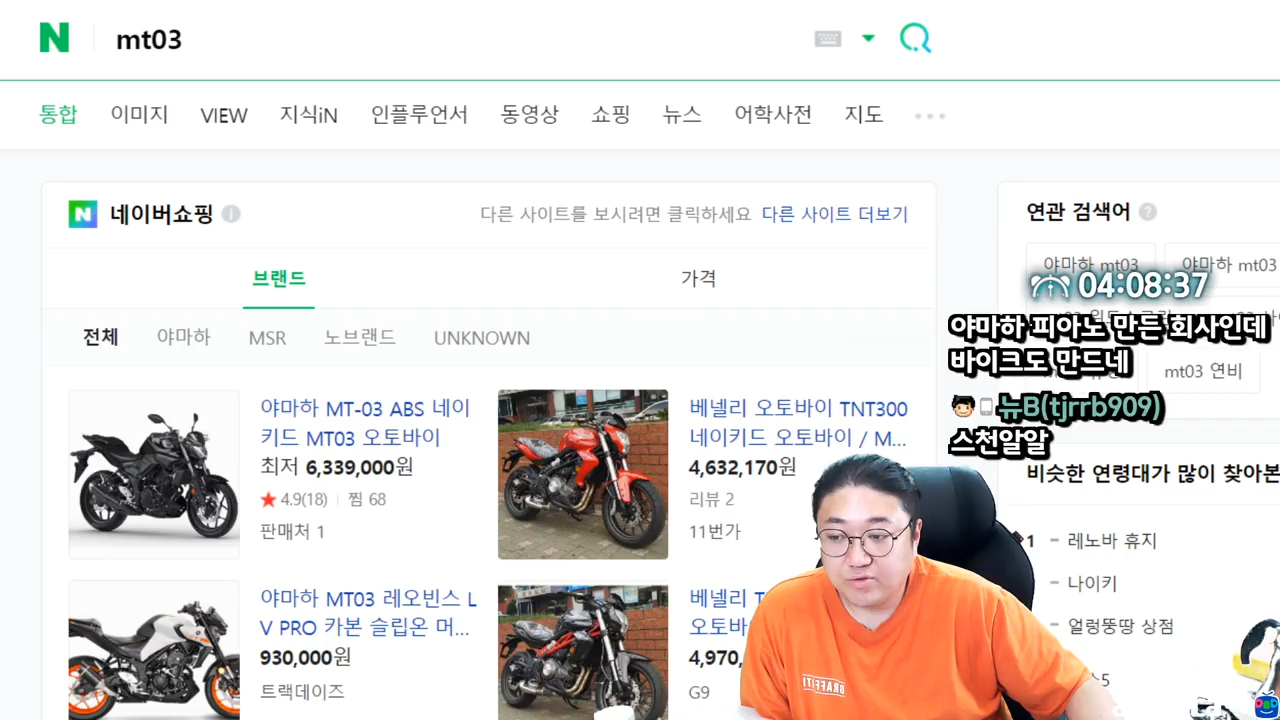 N
mt03
통합
이미지
VIEW
지식iN
인플루언서
동영상
쇼핑
뉴스
어학사전
지도
N 네이버쇼핑
다른 사이트를 보시려면 클릭하세요
다른 사이트 더보기
브랜드
가격
전체
야마하
MSR
노브랜드
UNKNOWN
야마하 MT-03 ABS 네이
키드 MT03 오토바이
최저 6,339,000원
4.9(18)
찜 68
판매처 1
베넬리 오토바이 TNT300
네이키드 오토바이 / M...
4,632,170원
리뷰 2
11번가
야마하 MT03 레오빈스 L
V PRO 카본 슬립온 머...
930,000원
트랙데이즈
베넬리
오토바
4,970,
G9
연관 검색어
야마하 mt03
야마하 mt03
04:08:37
야마하 피아노 만든 회사인데
바이크도 만드네
mt03 연비
뉴B(tjrrb909)
스천알알
비슷한 연령대가 많이 찾아본
1
레노바 휴지
나이키
얼렁뚱땅 상점
DRAFFITI